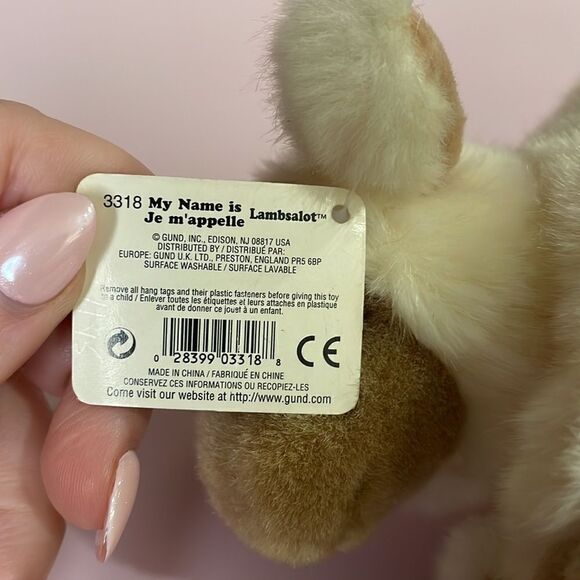 3318 My Name is Lambsalot™
Je m'appelle
© GUND, INC., EDISON, NJ 08817 USA
DISTRIBUTED BY / DISTRIBUÉ PAR:
EUROPE: GUND U.K. LTD., PRESTON, ENGLAND PR5 6BP
SURFACE WASHABLE / SURFACE LAVABLE
Remove all hang tags and their plastic fasteners before giving this toy
to a child / Enlever toutes les étiquettes et leurs attaches en plastique
avant de donner ce jouet à un enfant.
0 28399 03318 8
CE
MADE IN CHINA / FABRIQUÉ EN CHINE
CONSERVEZ CES INFORMATIONS OU RECOPIEZ-LES
Come visit our website at http://www.gund.com